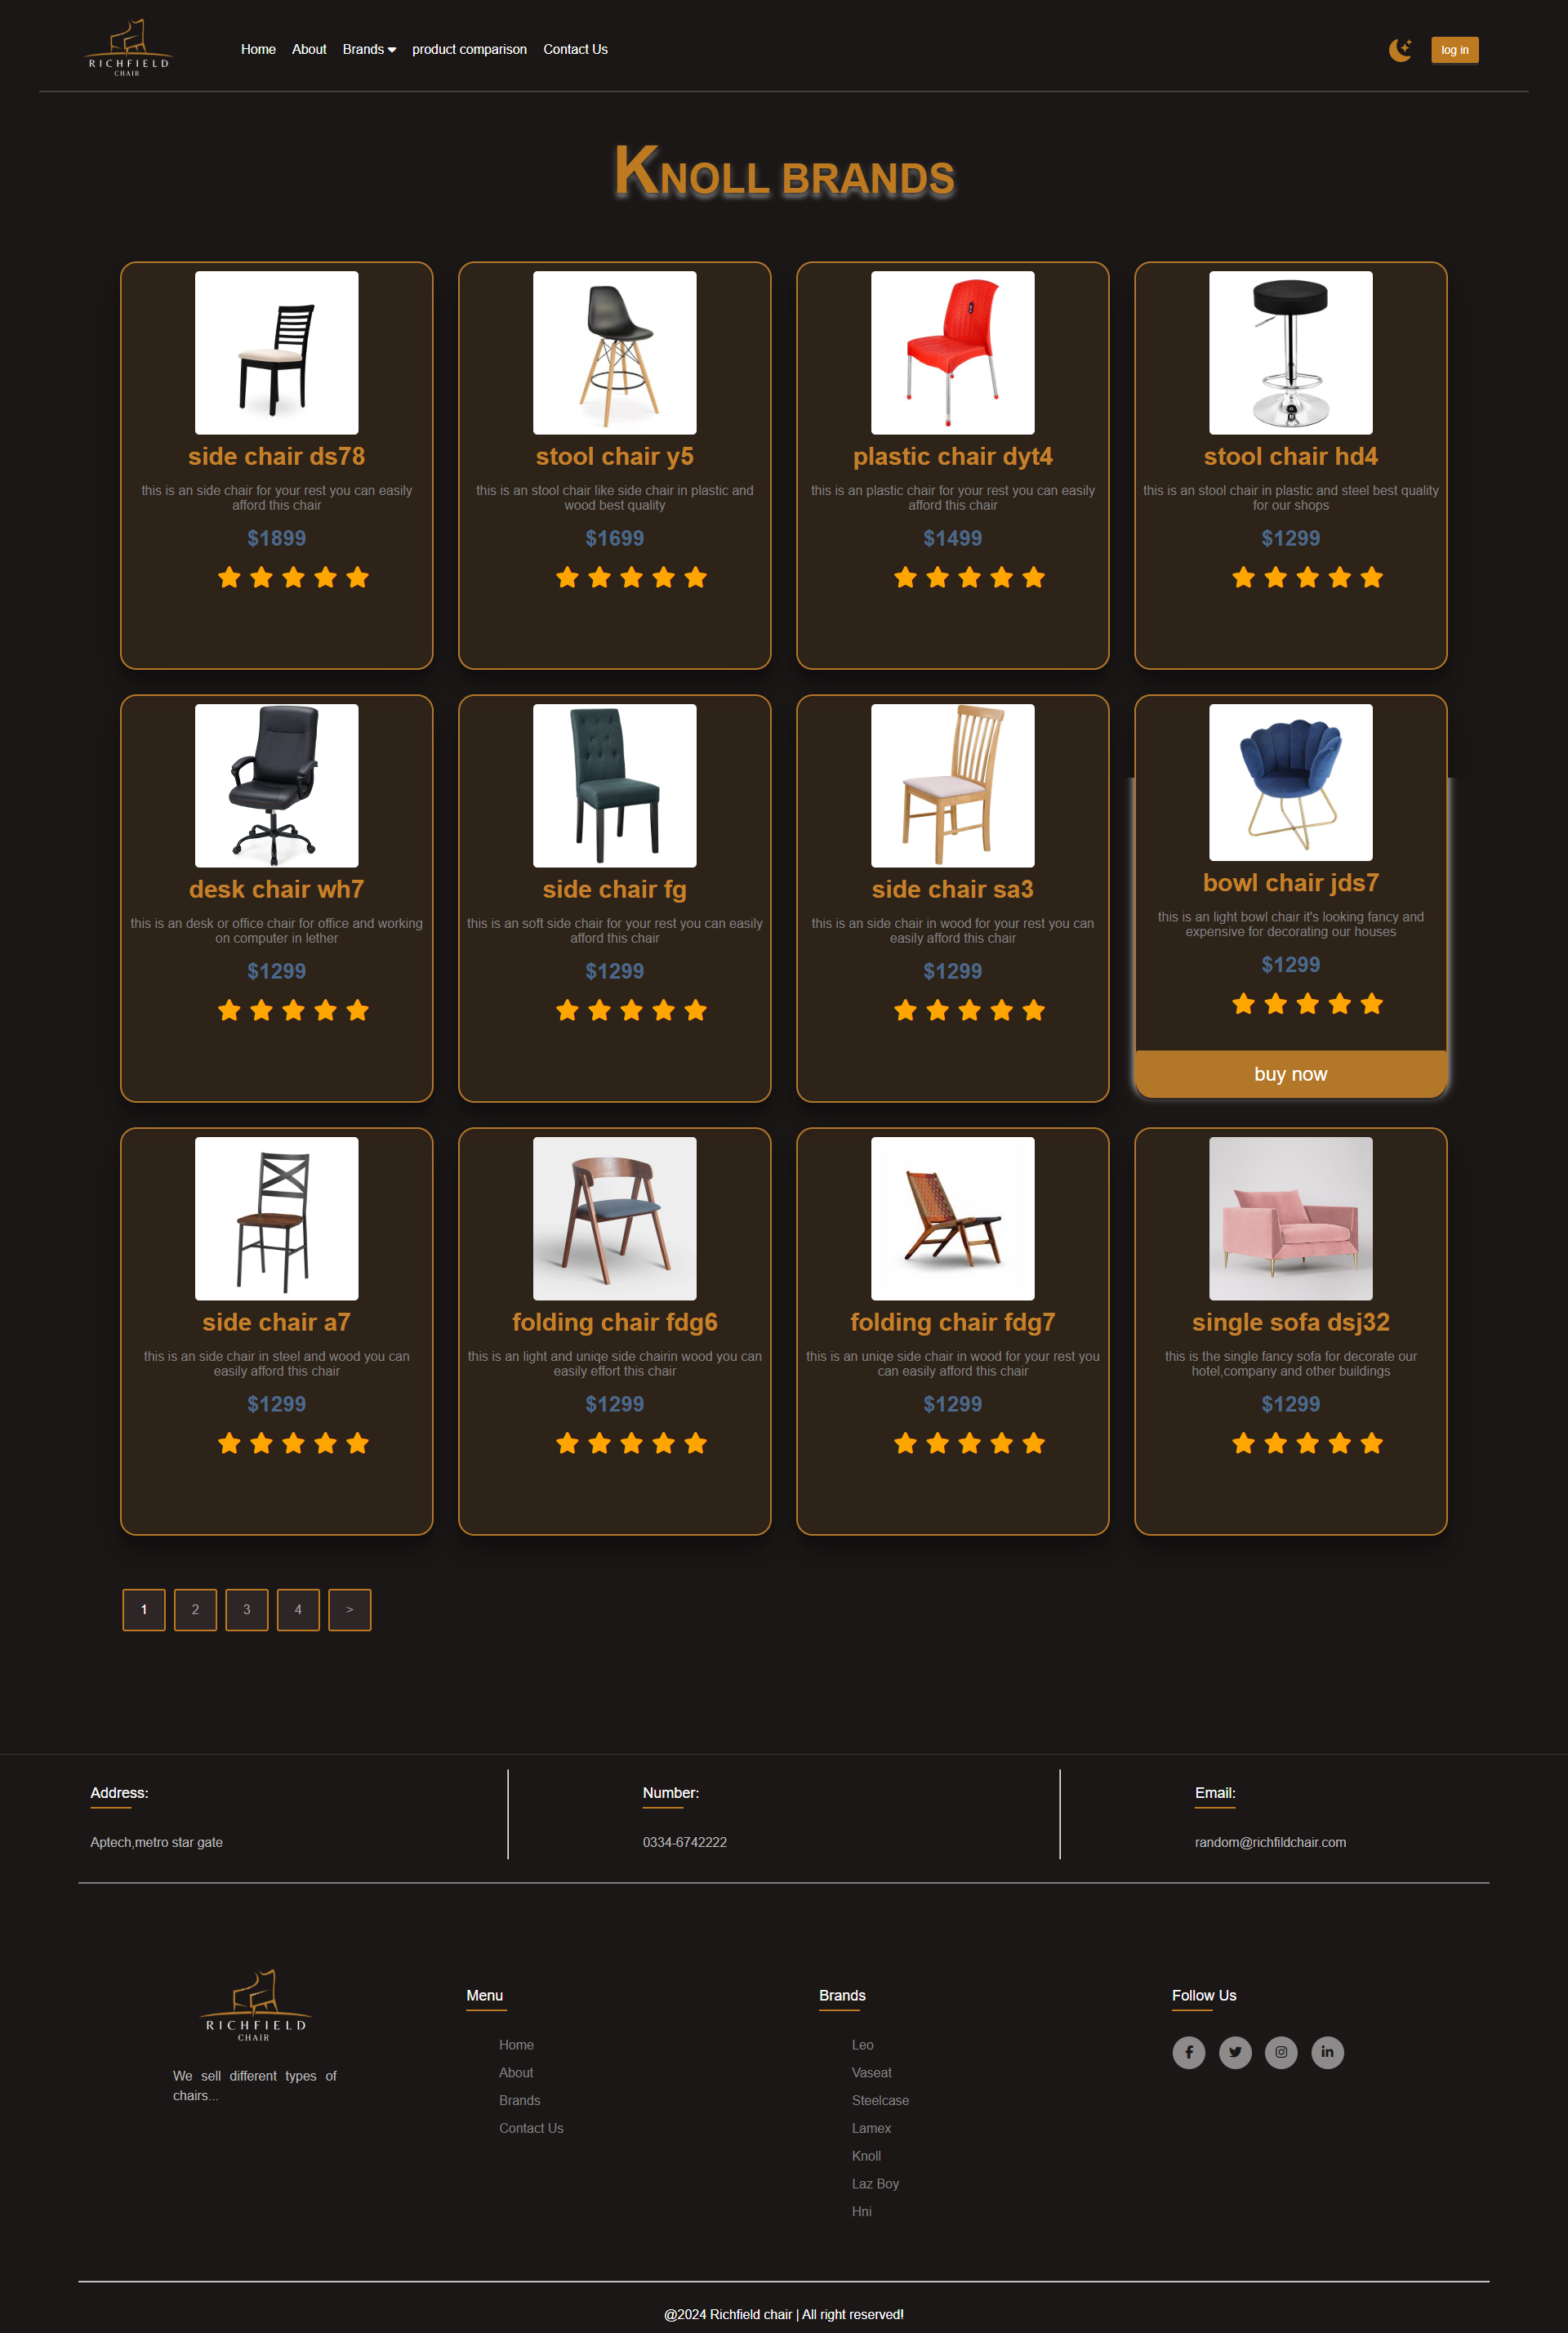 RICHFIELD
CHAIR
Home About Brands product comparison Contact Us
log in
KNOLL BRANDS
side chair ds78
this is an side chair for your rest you can easily
afford this chair
$1899
stool chair y5
this is an stool chair like side chair in plastic and
wood best quality
$1699
plastic chair dyt4
this is an plastic chair for your rest you can easily
afford this chair
$1499
stool chair hd4
this is an stool chair in plastic and steel best quality
for our shops
$1299
desk chair wh7
this is an desk or office chair for office and working
on computer in lether
$1299
side chair fg
this is an soft side chair for your rest you can easily
afford this chair
$1299
side chair sa3
this is an side chair in wood for your rest you can
easily afford this chair
$1299
bowl chair jds7
this is an light bowl chair it's looking fancy and
expensive for decorating our houses
$1299
buy now
side chair a7
this is an side chair in steel and wood you can
easily afford this chair
$1299
folding chair fdg6
this is an light and uniqe side chairin wood you can
easily effort this chair
$1299
folding chair fdg7
this is an uniqe side chair in wood for your rest you
can easily afford this chair
$1299
single sofa dsj32
this is the single fancy sofa for decorate our
hotel,company and other buildings
$1299
1 2 3 4 >
Address:
Aptech,metro star gate
Number:
0334-6742222
Email:
random@richfildchair.com
RICHFIELD
CHAIR
We sell different types of
chairs...
Menu
Home
About
Brands
Contact Us
Brands
Leo
Vaseat
Steelcase
Lamex
Knoll
Laz Boy
Hni
Follow Us
@2024 Richfield chair | All right reserved!